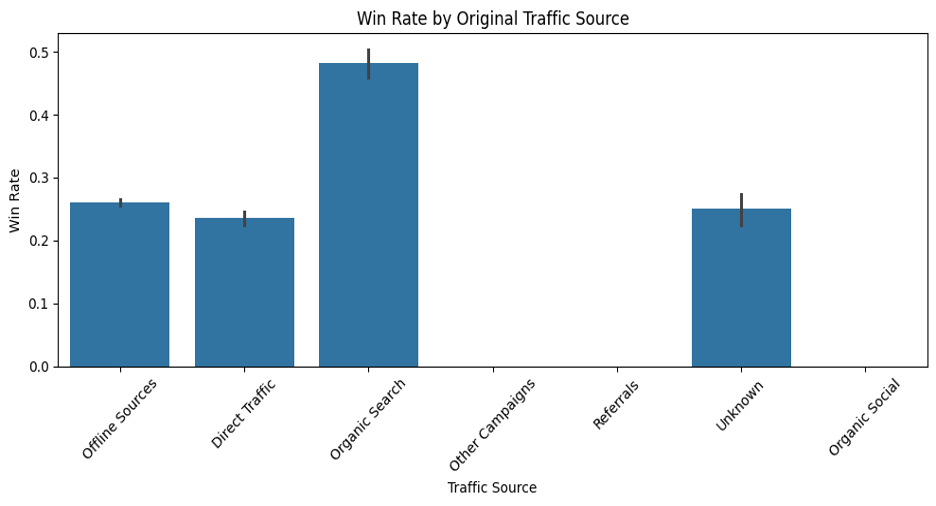 Win Rate by Original Traffic Source
Win Rate
0.5
0.4
0.3
0.2
0.1
0.0
Offline Sources
Direct Traffic
Organic Search
Other Campaigns
Referrals
Unknown
Organic Social
Traffic Source